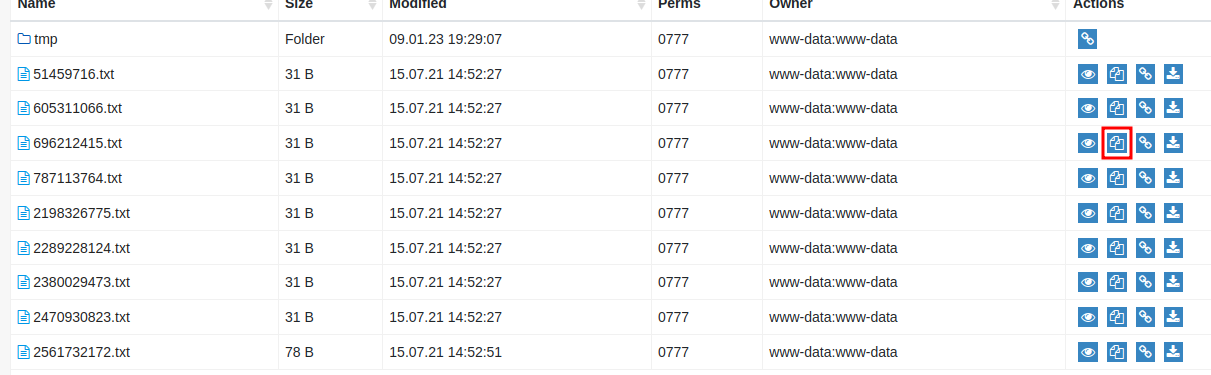 Name Size Modified Perms Owner Actions
tmp Folder 09.01.23 19:29:07 0777 www-data:www-data
51459716.txt 31 B 15.07.21 14:52:27 0777 www-data:www-data
605311066.txt 31 B 15.07.21 14:52:27 0777 www-data:www-data
696212415.txt 31 B 15.07.21 14:52:27 0777 www-data:www-data
787113764.txt 31 B 15.07.21 14:52:27 0777 www-data:www-data
2198326775.txt 31 B 15.07.21 14:52:27 0777 www-data:www-data
2289228124.txt 31 B 15.07.21 14:52:27 0777 www-data:www-data
2380029473.txt 31 B 15.07.21 14:52:27 0777 www-data:www-data
2470930823.txt 31 B 15.07.21 14:52:27 0777 www-data:www-data
2561732172.txt 78 B 15.07.21 14:52:51 0777 www-data:www-data